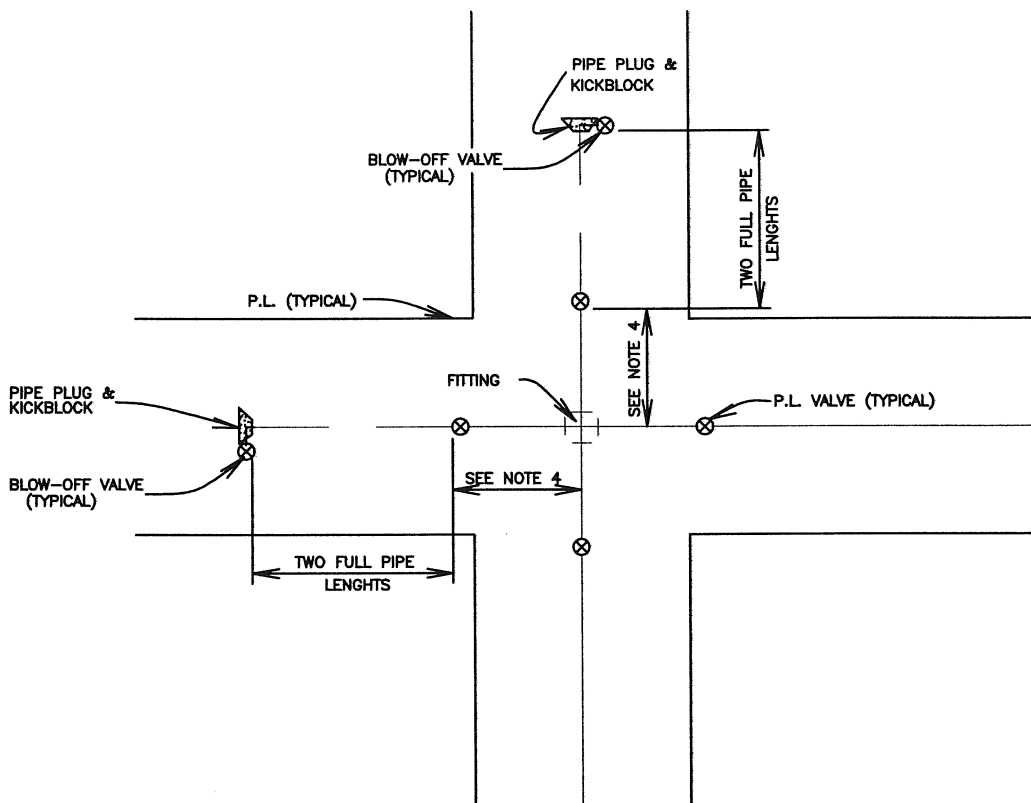 PIPE PLUG &
KICKBLOCK
BLOW-OFF VALVE
(TYPICAL)
TWO FULL PIPE
LENGHTS
P.L. (TYPICAL)
SEE NOTE 4
FITTING
PIPE PLUG &
KICKBLOCK
P.L. VALVE (TYPICAL)
SEE NOTE 4
BLOW-OFF VALVE
(TYPICAL)
TWO FULL PIPE
LENGHTS